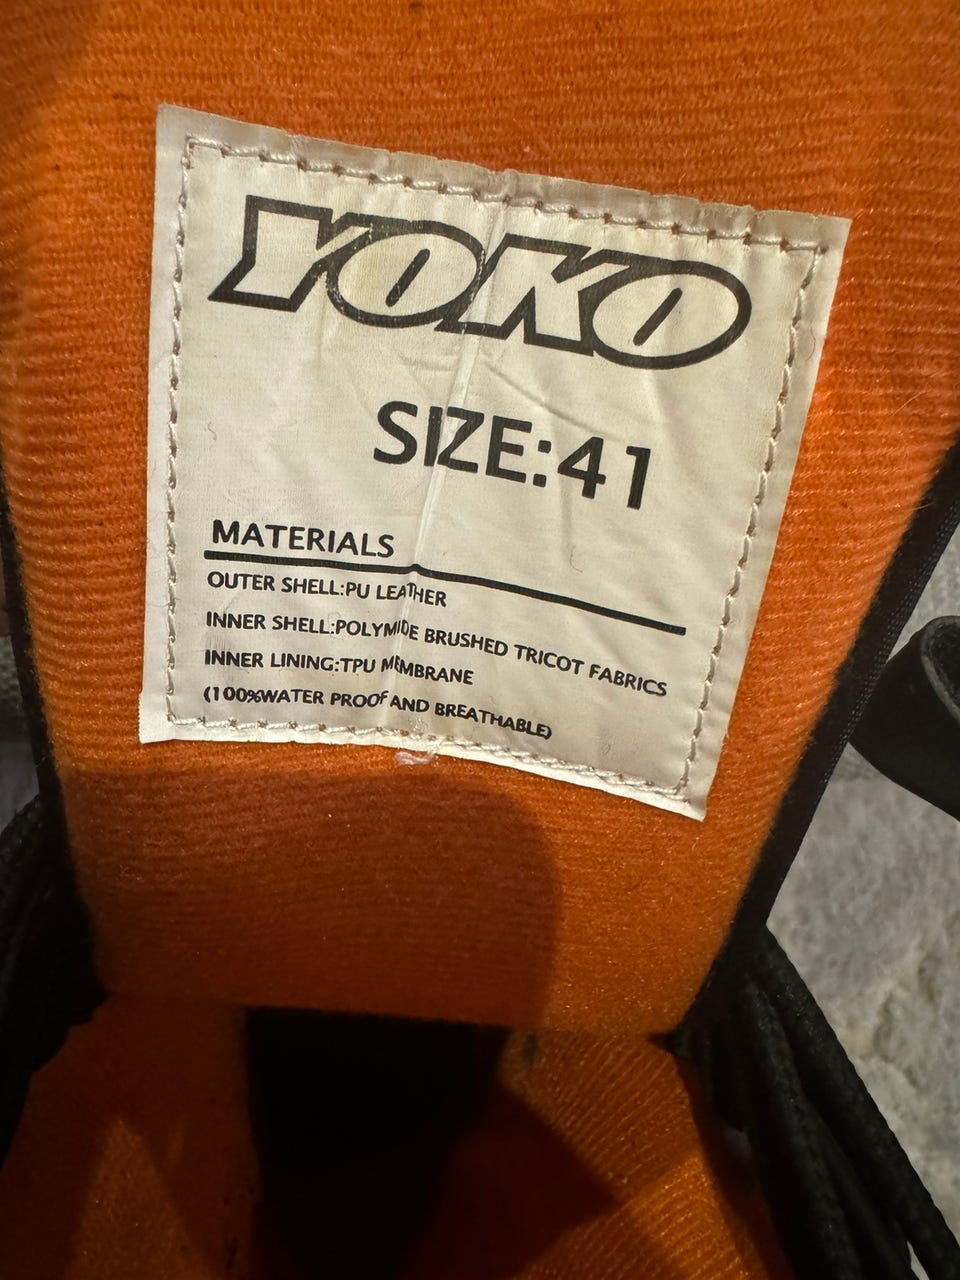 YOKO
SIZE:41
MATERIALS
OUTER SHELL:PU LEATHER
INNER SHELL:POLYMIDE BRUSHED TRICOT FABRICS
INNER LINING:TPU MEMBRANE
(100%WATER PROOF AND BREATHABLE)